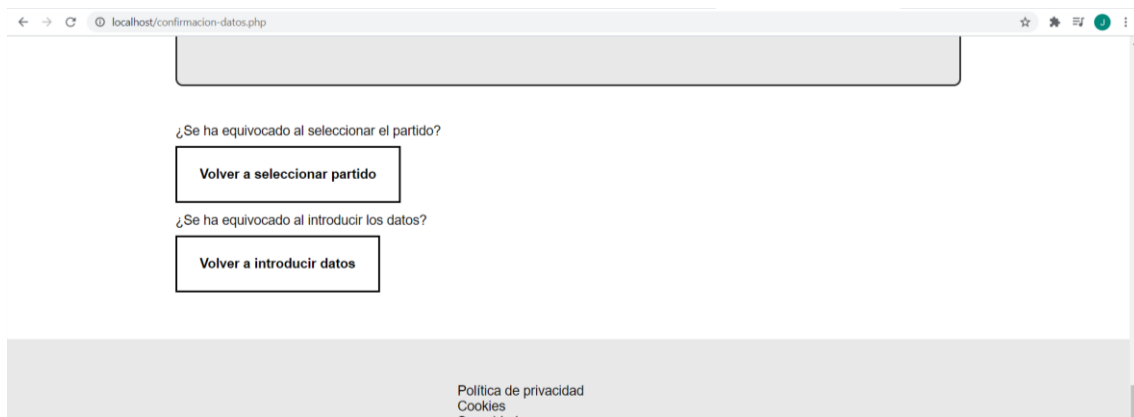 localhost/confirmacion-datos.php
J
¿Se ha equivocado al seleccionar el partido?
Volver a seleccionar partido
¿Se ha equivocado al introducir los datos?
Volver a introducir datos
Política de privacidad
Cookies